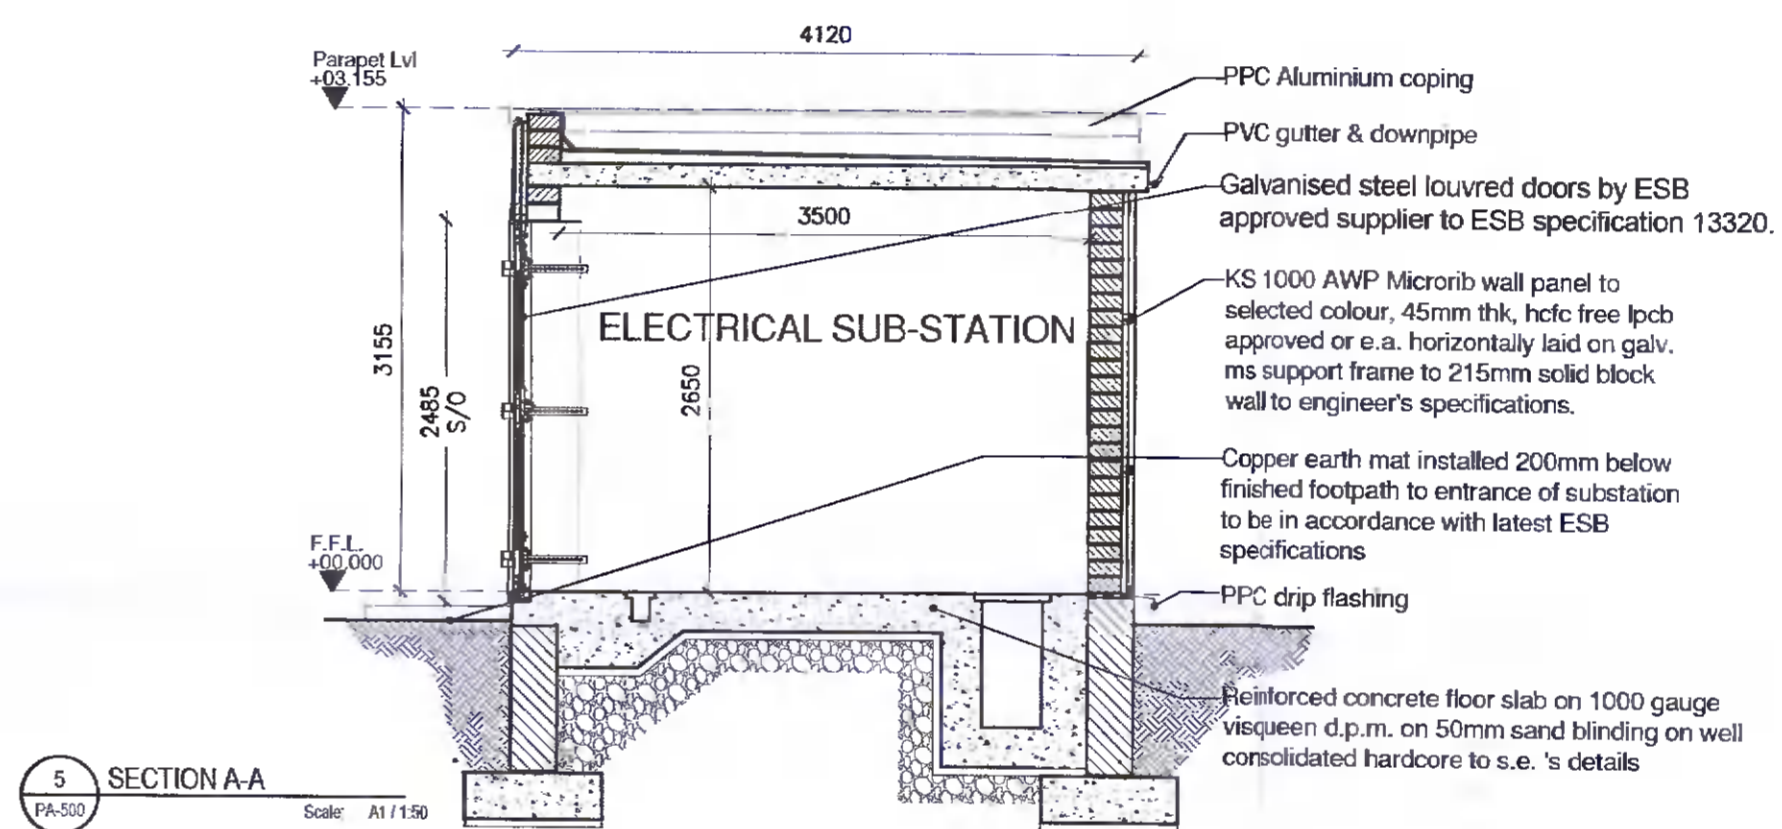 4120
Parapet Lvl
+03.155
PPC Aluminium coping
PVC gutter & downpipe
Galvanised steel louvred doors by ESB
approved supplier to ESB specification 13320.
3500
KS 1000 AWP Microrib wall panel to
selected colour, 45mm thk, hcfc free lpcb
approved or e.a. horizontally laid on galv.
ms support frame to 215mm solid block
wall to engineer's specifications.
ELECTRICAL SUB-STATION
3155
2485
S/O
2650
Copper earth mat installed 200mm below
finished footpath to entrance of substation
to be in accordance with latest ESB
specifications
F.F.L.
+00.000
PPC drip flashing
Reinforced concrete floor slab on 1000 gauge
visqueen d.p.m. on 50mm sand blinding on well
consolidated hardcore to s.e. 's details
5
PA-500
SECTION A-A
Scale: A1 / 1:50